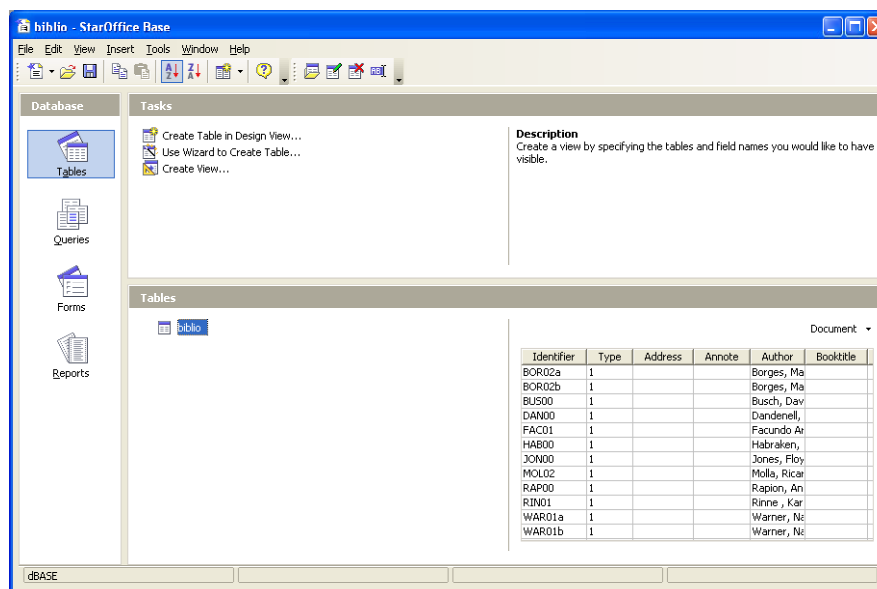 biblio - StarOffice Base
File Edit View Insert Tools Window Help
Database
Tasks
Tables
Queries
Forms
Reports
Create Table in Design View...
Use Wizard to Create Table...
Create View...
Description
Create a view by specifying the tables and field names you would like to have
visible.
Tables
biblio
Document
Identifier Type Address Annote Author Booktitle
BOR02a 1 Borges, Ma
BOR02b 1 Borges, Ma
BUS00 1 Busch, Dav
DAN00 1 Dandenell,
FAC01 1 Facundo Ar
HAB00 1 Habraken,
JON00 1 Jones, Floy
MOL02 1 Molla, Ricar
RAP00 1 Rapion, An
RIN01 1 Rinne , Kar
WAR01a 1 Warner, Na
WAR01b 1 Warner, Na
dBASE